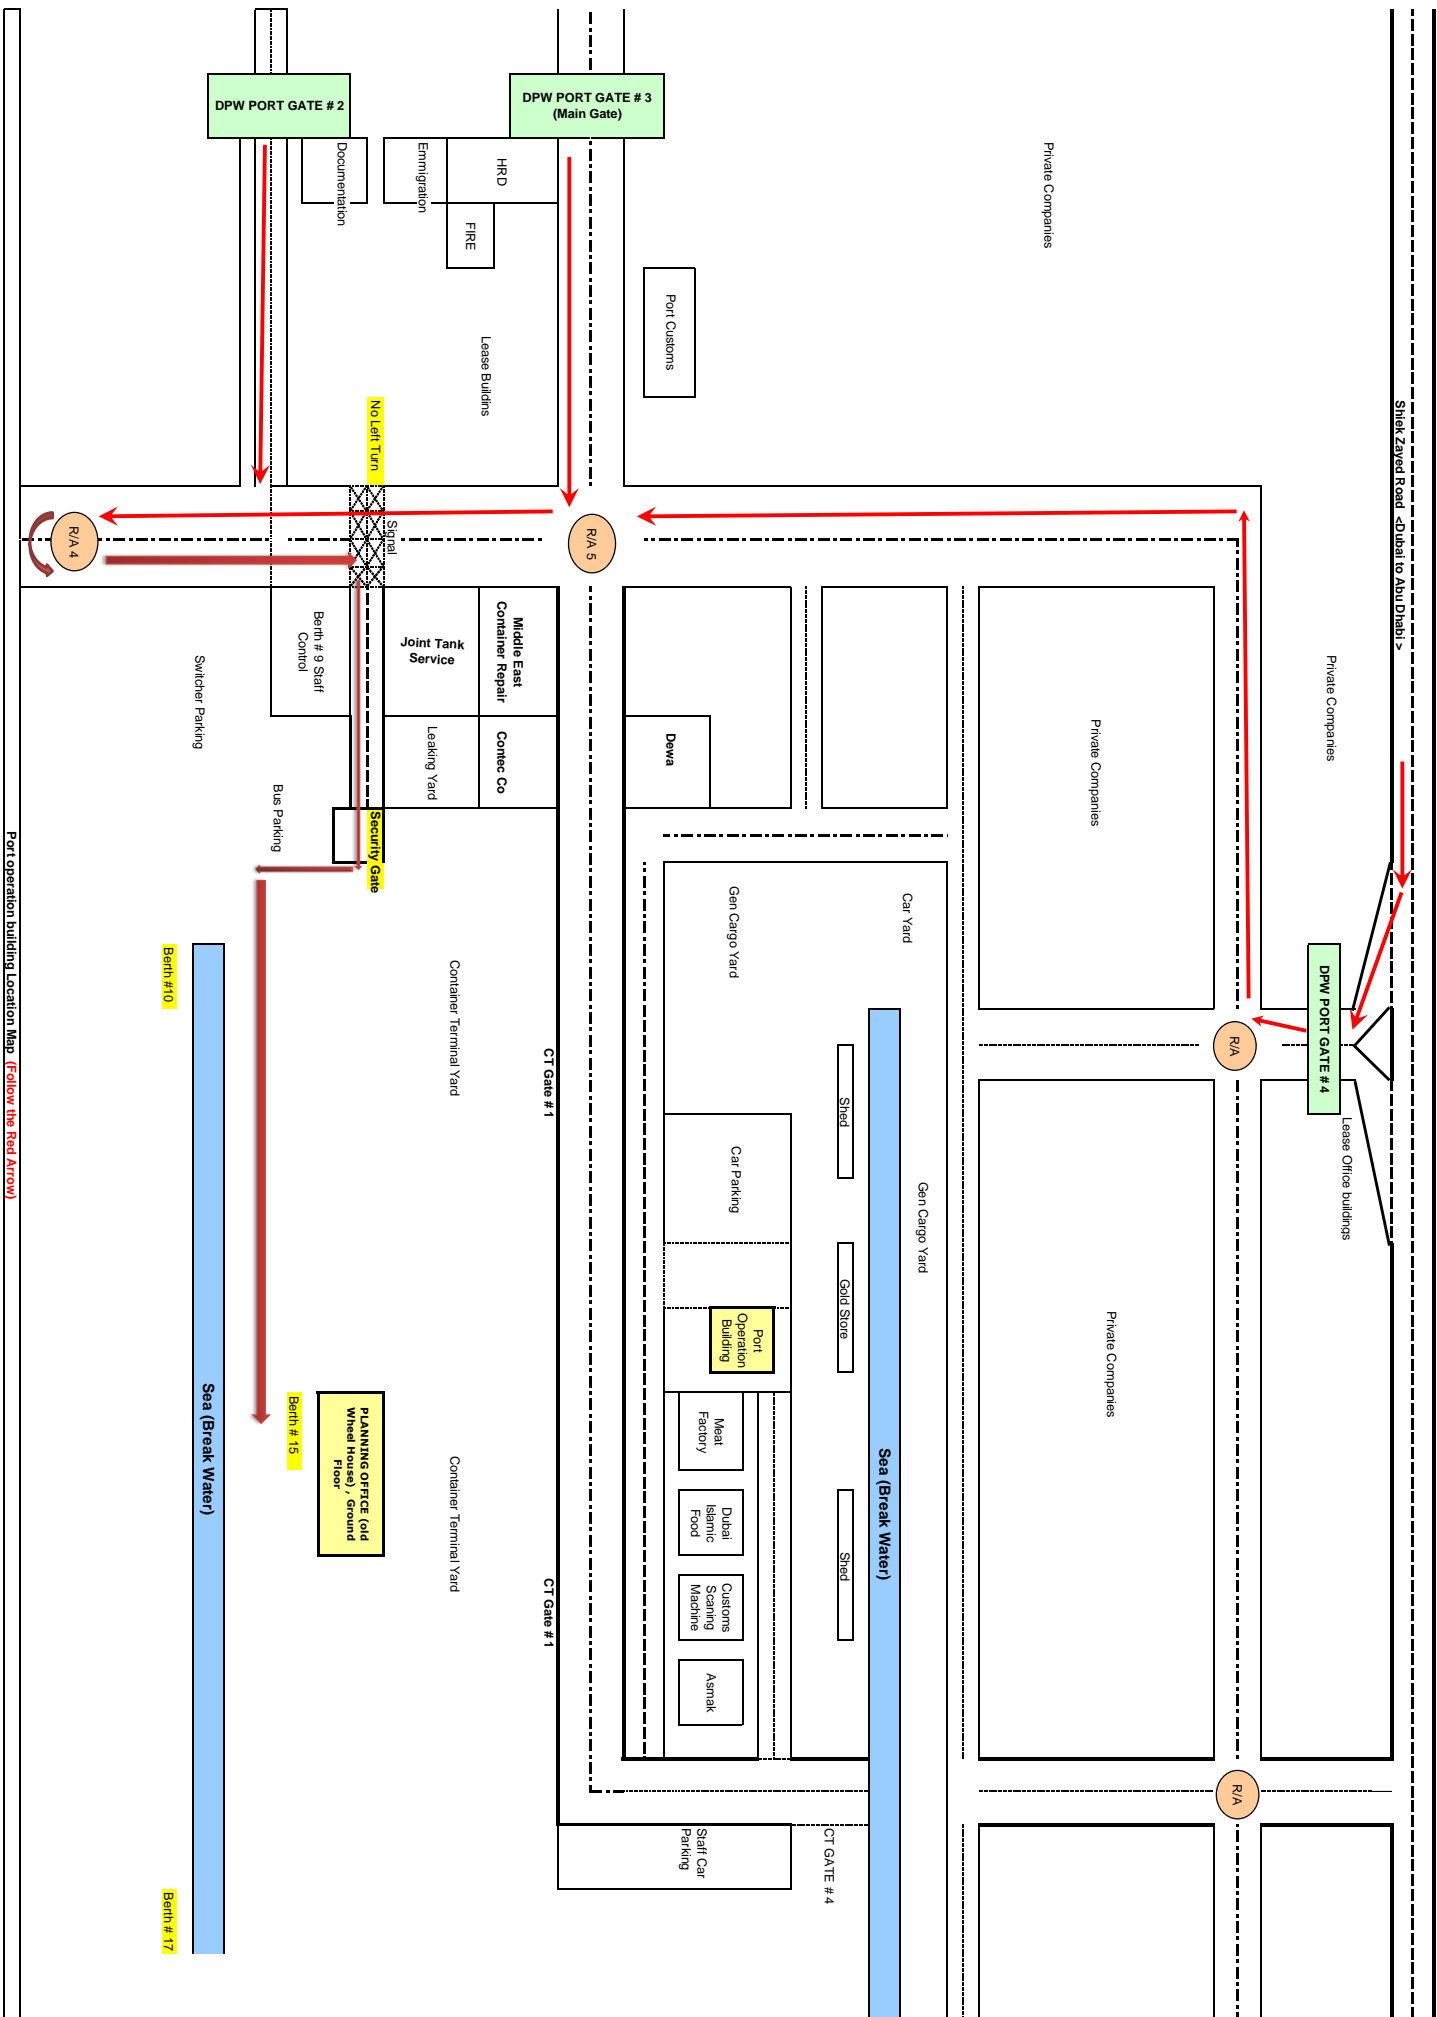 Shiek Zayed Road <Dubai to Abu Dhabi >
Private Companies
Private Companies
DPW PORT GATE # 4
Lease Office buildings
R/A
R/A
Private Companies
Private Companies
Car Yard
Gen Cargo Yard
Sea (Break Water)
Shed
Gold Store
Shed
CT GATE # 4
Gen Cargo Yard
Car Parking
Port
Operation
Building
Meat
Factory
Dubai
Islamic
Food
Customs
Scaning
Machine
Asmak
Staff Car
Parking
Port Customs
Dewa
DPW PORT GATE # 3
(Main Gate)
R/A 5
CT Gate # 1
CT Gate # 1
HRD
FIRE
Emmigration
Lease Buildins
Middle East
Container Repair
Contec Co
Joint Tank
Service
Leaking Yard
Container Terminal Yard
Container Terminal Yard
Signal
No Left Turn
Security Gate
DPW PORT GATE # 2
Documentation
Berth # 9 Staff
Control
Bus Parking
PLANNING OFFICE (old
Wheel House) , Ground
Floor
Berth # 15
Switcher Parking
Sea (Break Water)
Berth #10
Berth # 17
R/A 4
Port operation building Location Map  (Follow the Red Arrow)